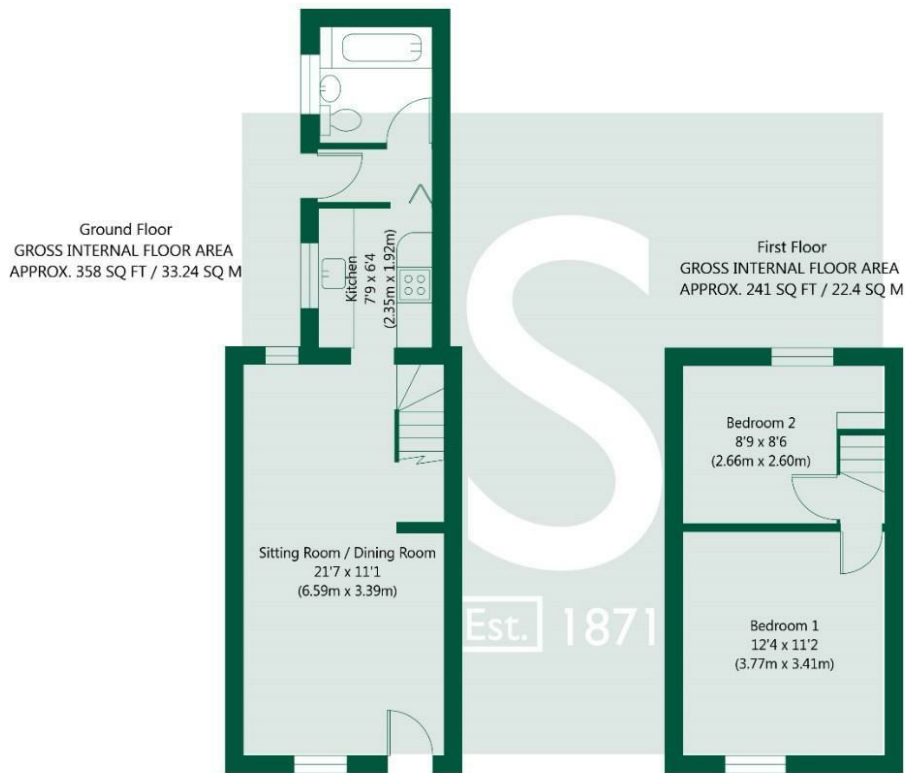 Ground Floor
GROSS INTERNAL FLOOR AREA
APPROX. 358 SQ FT / 33.24 SQ M
Kitchen
7'9 x 6'4
(2.35m x 1.92m)
Sitting Room / Dining Room
21'7 x 11'1
(6.59m x 3.39m)
First Floor
GROSS INTERNAL FLOOR AREA
APPROX. 241 SQ FT / 22.4 SQ M
Bedroom 2
8'9 x 8'6
(2.66m x 2.60m)
Bedroom 1
12'4 x 11'2
(3.77m x 3.41m)
S
Est. 1871